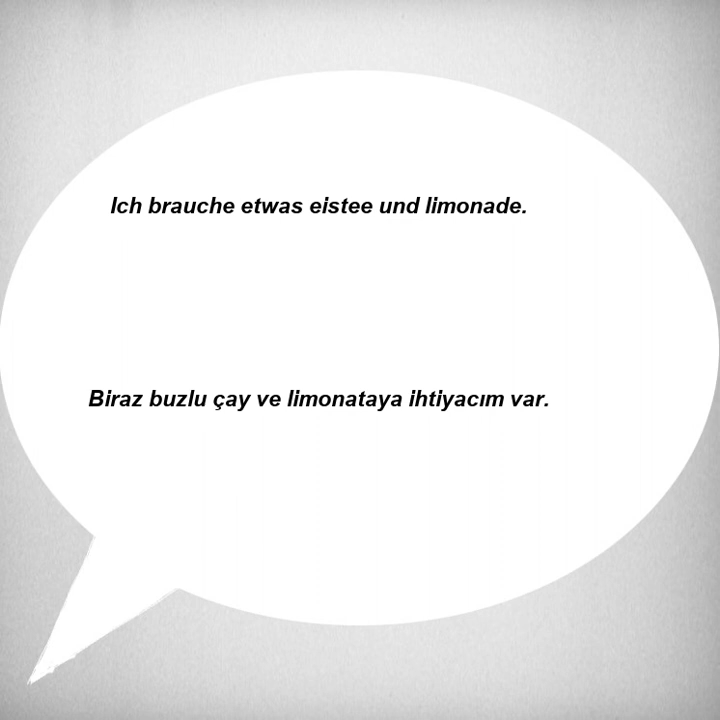 Ich brauche etwas eistee und limonade.
Biraz buzlu çay ve limonataya ihtiyacım var.